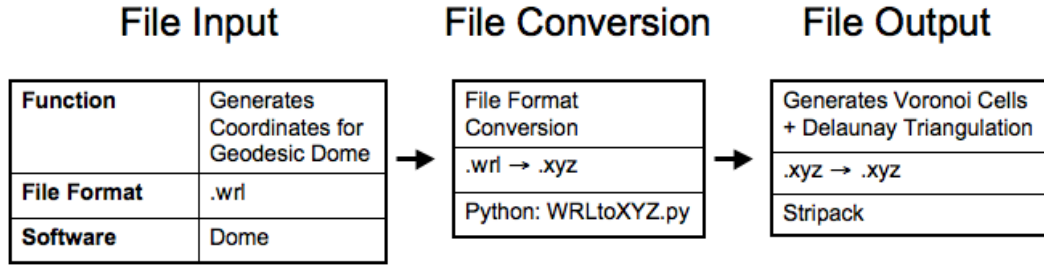 File Input
File Conversion
File Output
Function
Generates
Coordinates for
Geodesic Dome
File Format
.wrl
Software
Dome
File Format
Conversion
.wrl → .xyz
Python: WRLtoXYZ.py
Generates Voronoi Cells
+ Delaunay Triangulation
.xyz → .xyz
Stripack